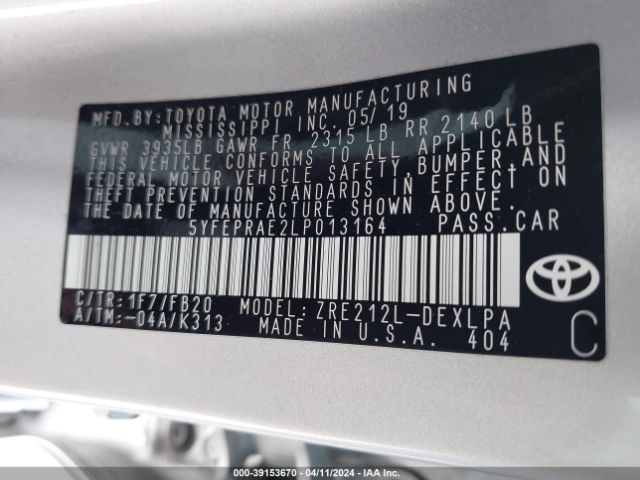 MFD. BY: TOYOTA MOTOR MANUFACTURING
MISSISSIPPI, INC. 05/19
GVWR 3935LB GAWR FR 2315 LB RR 2140 LB
THIS VEHICLE CONFORMS TO ALL APPLICABLE
FEDERAL MOTOR VEHICLE SAFETY, BUMPER, AND
THEFT PREVENTION STANDARDS IN EFFECT ON
THE DATE OF MANUFACTURE SHOWN ABOVE.
5YFEPRAE2LP013164 PASS. CAR
C/TR: 1F7/FB20 MODEL: ZRE212L-DEXLPA
A/TM: -04A/K313 MADE IN U.S.A. 404
C
000-39153670 - 04/11/2024 - IAA Inc.